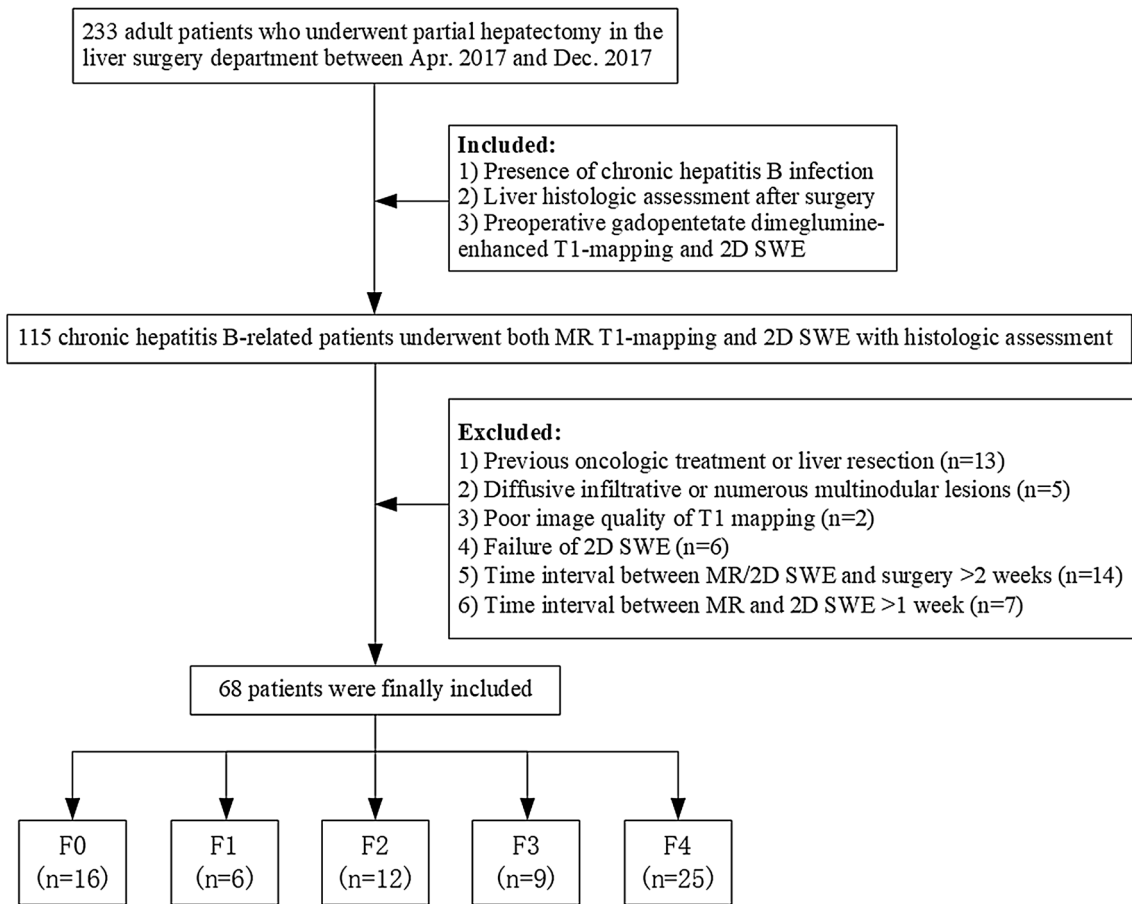 233 adult patients who underwent partial hepatectomy in the
liver surgery department between Apr. 2017 and Dec. 2017
Included:
1) Presence of chronic hepatitis B infection
2) Liver histologic assessment after surgery
3) Preoperative gadopentetate dimeglumine-
enhanced T1-mapping and 2D SWE
115 chronic hepatitis B-related patients underwent both MR T1-mapping and 2D SWE with histologic assessment
Excluded:
1) Previous oncologic treatment or liver resection (n=13)
2) Diffusive infiltrative or numerous multinodular lesions (n=5)
3) Poor image quality of T1 mapping (n=2)
4) Failure of 2D SWE (n=6)
5) Time interval between MR/2D SWE and surgery >2 weeks (n=14)
6) Time interval between MR and 2D SWE >1 week (n=7)
68 patients were finally included
F0
(n=16)
F1
(n=6)
F2
(n=12)
F3
(n=9)
F4
(n=25)